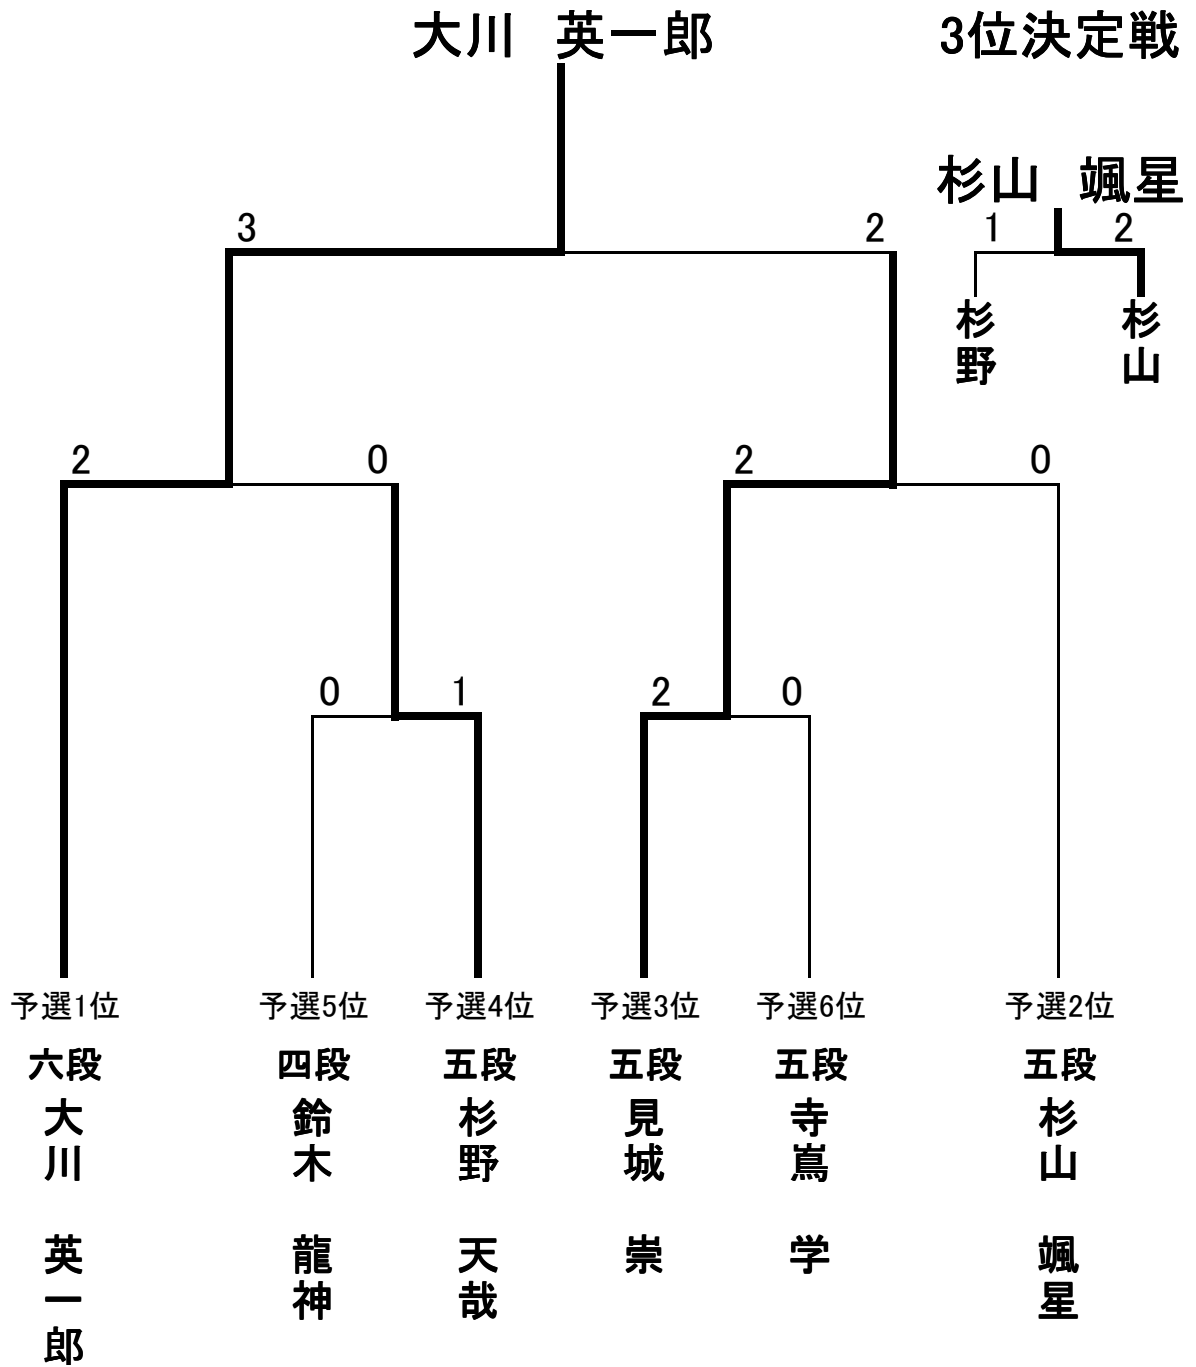 大川 英一郎
3位決定戦
杉山 颯星
3
2
1
2
杉野
杉山
2
0
2
0
0
1
2
0
予選1位
予選5位
予選4位
予選3位
予選6位
予選2位
六段
四段
五段
五段
五段
五段
大川 英一郎
鈴木 龍神
杉野 天哉
見城 崇
寺嶌 学
杉山 颯星